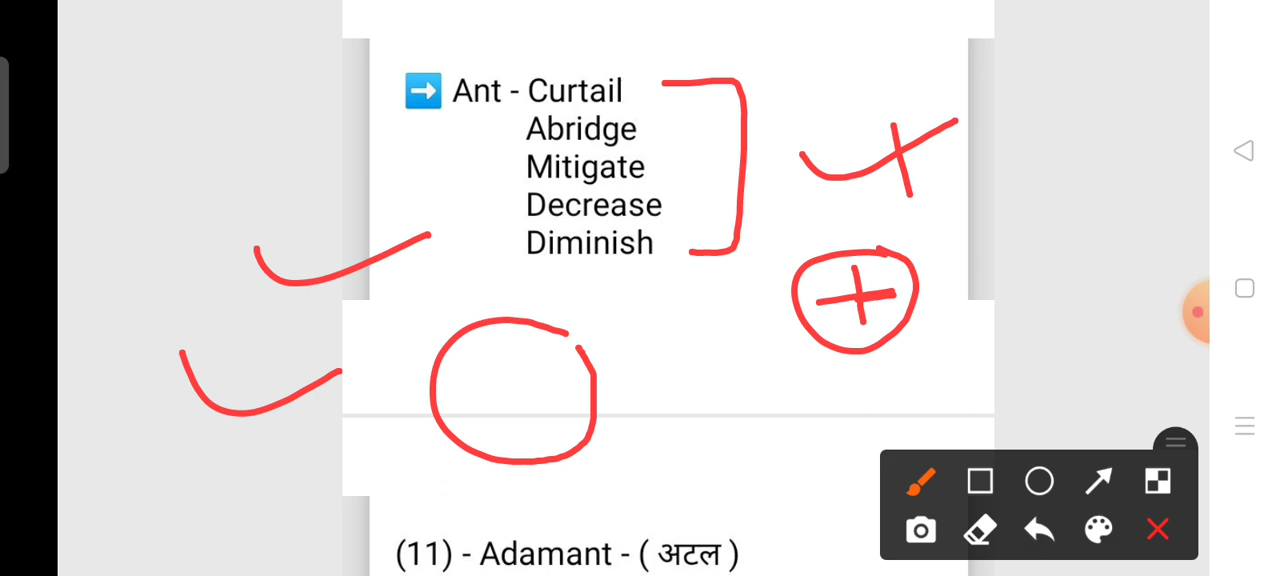 ➡️ Ant - Curtail
Abridge
Mitigate
Decrease
Diminish
(11) - Adamant - ( अटल )